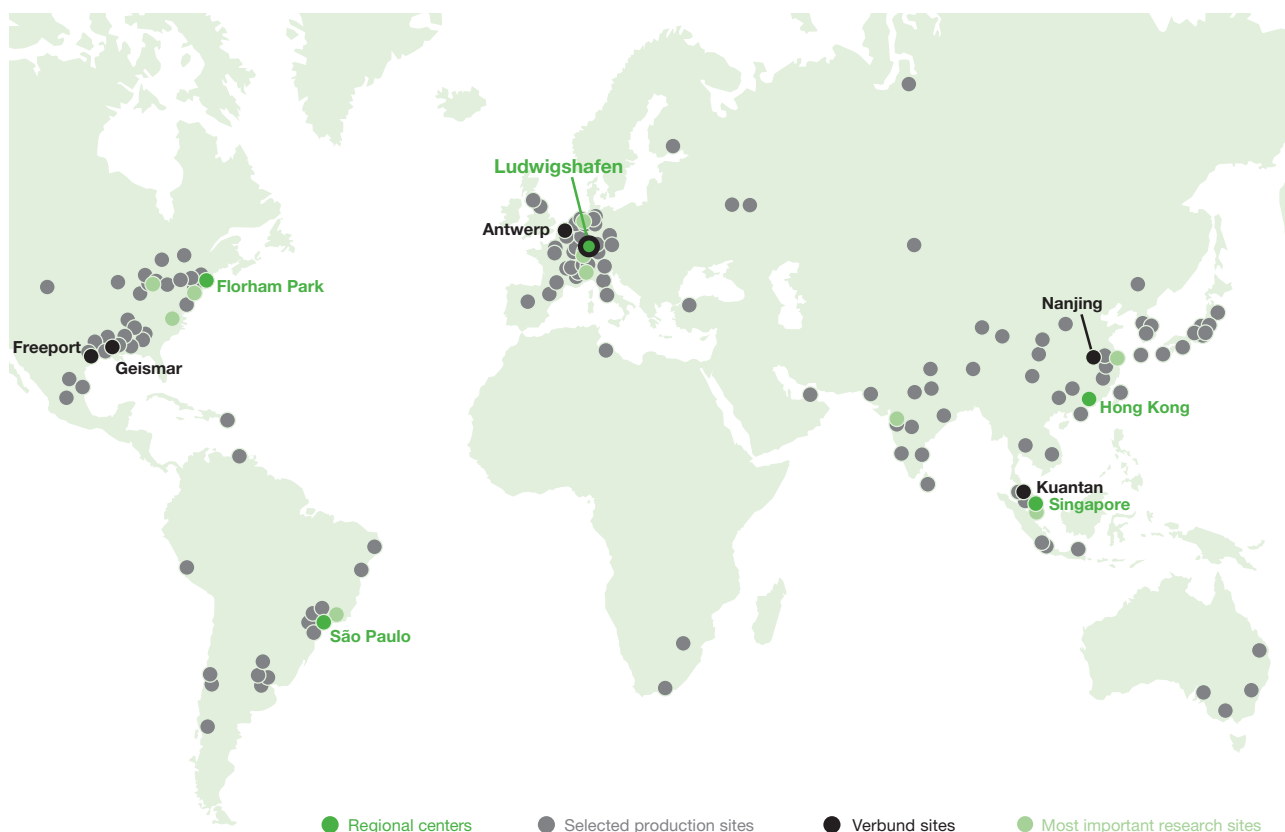 Ludwigshafen
Antwerp
Florham Park
Nanjing
Freeport
Geismar
Hong Kong
Kuantan
Singapore
São Paulo
Regional centers
Selected production sites
Verbund sites
Most important research sites